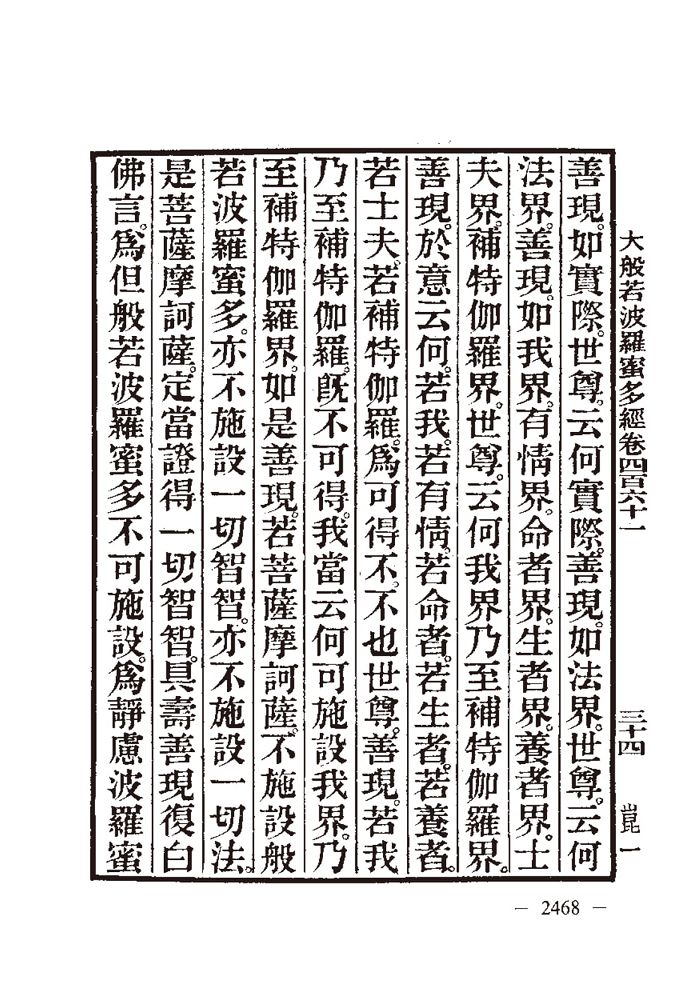 大般若波羅蜜多經卷四百六十一
三十四
崑一
善現。如實際。世尊。云何實際。善現。如法界。世尊。云何
法界。善現。如我界。有情界。命者界。生者界。養者界。士
夫界。補特伽羅界。世尊。云何我界乃至補特伽羅界。
善現。於意云何。若我。若有情。若命者。若生者。若養者。
若士夫。若補特伽羅。爲可得不。不也世尊。善現。若我
乃至補特伽羅。旣不可得。我當云何可施設我界。乃
至補特伽羅界。如是善現。若菩薩摩訶薩。不施設般
若波羅蜜多。亦不施設一切智智。亦不施設一切法。
是菩薩摩訶薩。定當證得一切智智。具壽善現復白
佛言。爲但般若波羅蜜多不可施設。爲靜慮波羅蜜
— 2468 —